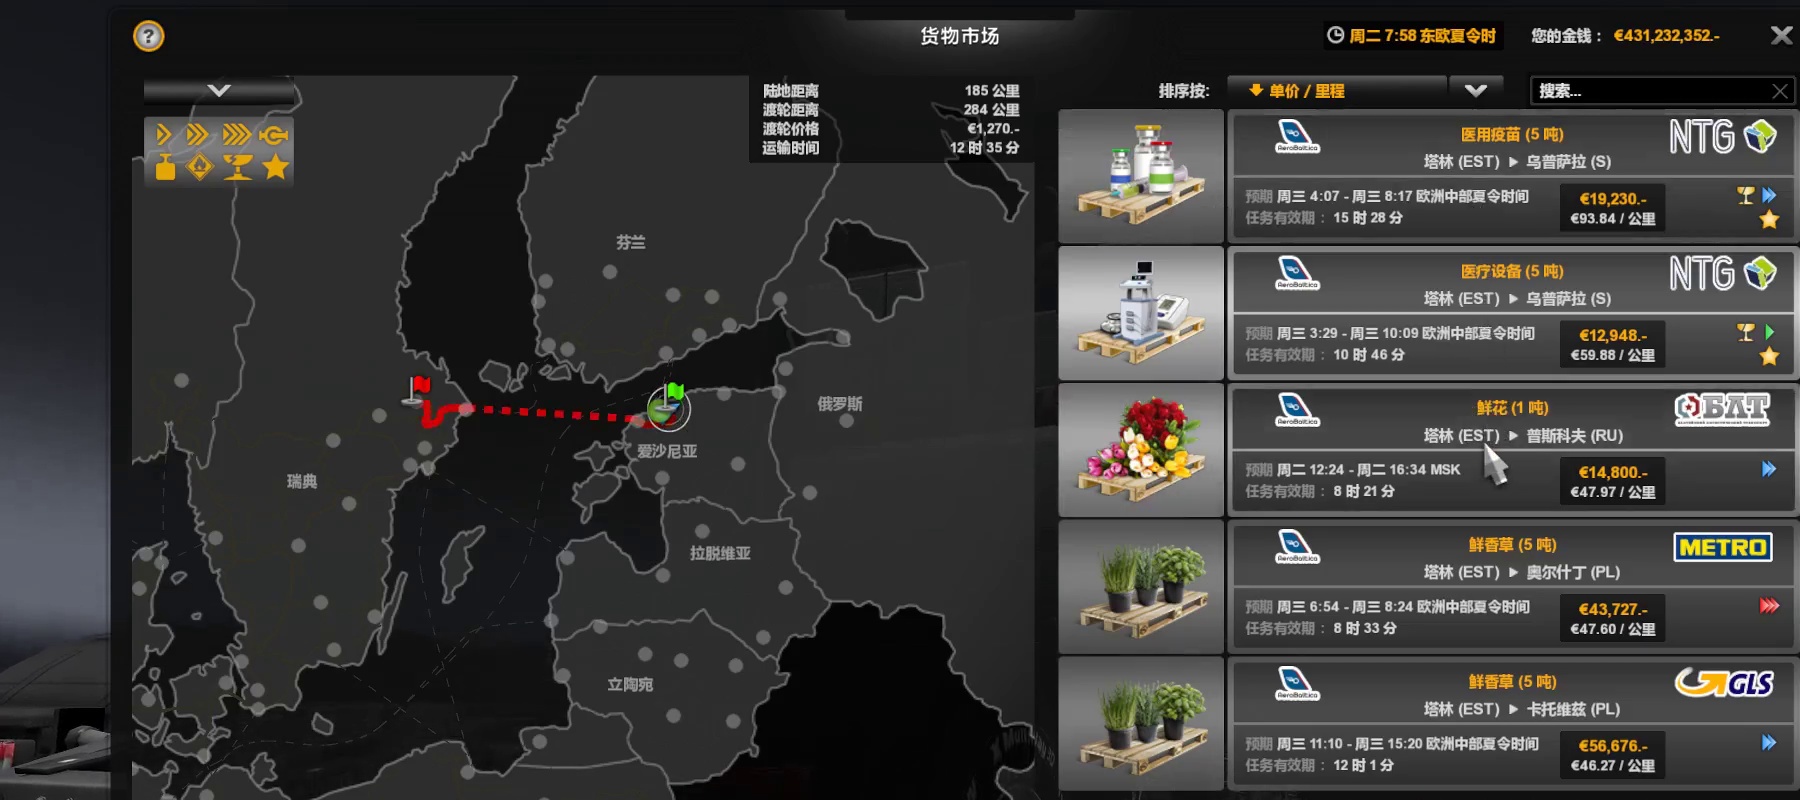 ?
货物市场
周二 7:58 东欧夏令时
您的金钱： €431,232,352.-
陆地距离 185 公里
渡轮距离 284 公里
渡轮价格 €1,270.-
运输时间 12 时 35 分
芬兰
俄罗斯
爱沙尼亚
瑞典
拉脱维亚
立陶宛
排序按: 单价 / 里程
搜索...
AeroBaltica
医用疫苗 (5 吨)
NTG
塔林 (EST) ▶ 乌普萨拉 (S)
预期 周三 4:07 - 周三 8:17 欧洲中部夏令时间
€19,230.-
任务有效期： 15 时 28 分
€93.84 / 公里
AeroBaltica
医疗设备 (5 吨)
NTG
塔林 (EST) ▶ 乌普萨拉 (S)
预期 周三 3:29 - 周三 10:09 欧洲中部夏令时间
€12,948.-
任务有效期： 10 时 46 分
€59.88 / 公里
AeroBaltica
鲜花 (1 吨)
БЛТ
塔林 (EST) ▶ 普斯科夫 (RU)
预期 周二 12:24 - 周二 16:34 MSK
€14,800.-
任务有效期： 8 时 21 分
€47.97 / 公里
AeroBaltica
鲜香草 (5 吨)
METRO
塔林 (EST) ▶ 奥尔什丁 (PL)
预期 周三 6:54 - 周三 8:24 欧洲中部夏令时间
€43,727.-
任务有效期： 8 时 33 分
€47.60 / 公里
AeroBaltica
鲜香草 (5 吨)
GLS
塔林 (EST) ▶ 卡托维兹 (PL)
预期 周三 11:10 - 周三 15:20 欧洲中部夏令时间
€56,676.-
任务有效期： 12 时 1 分
€46.27 / 公里